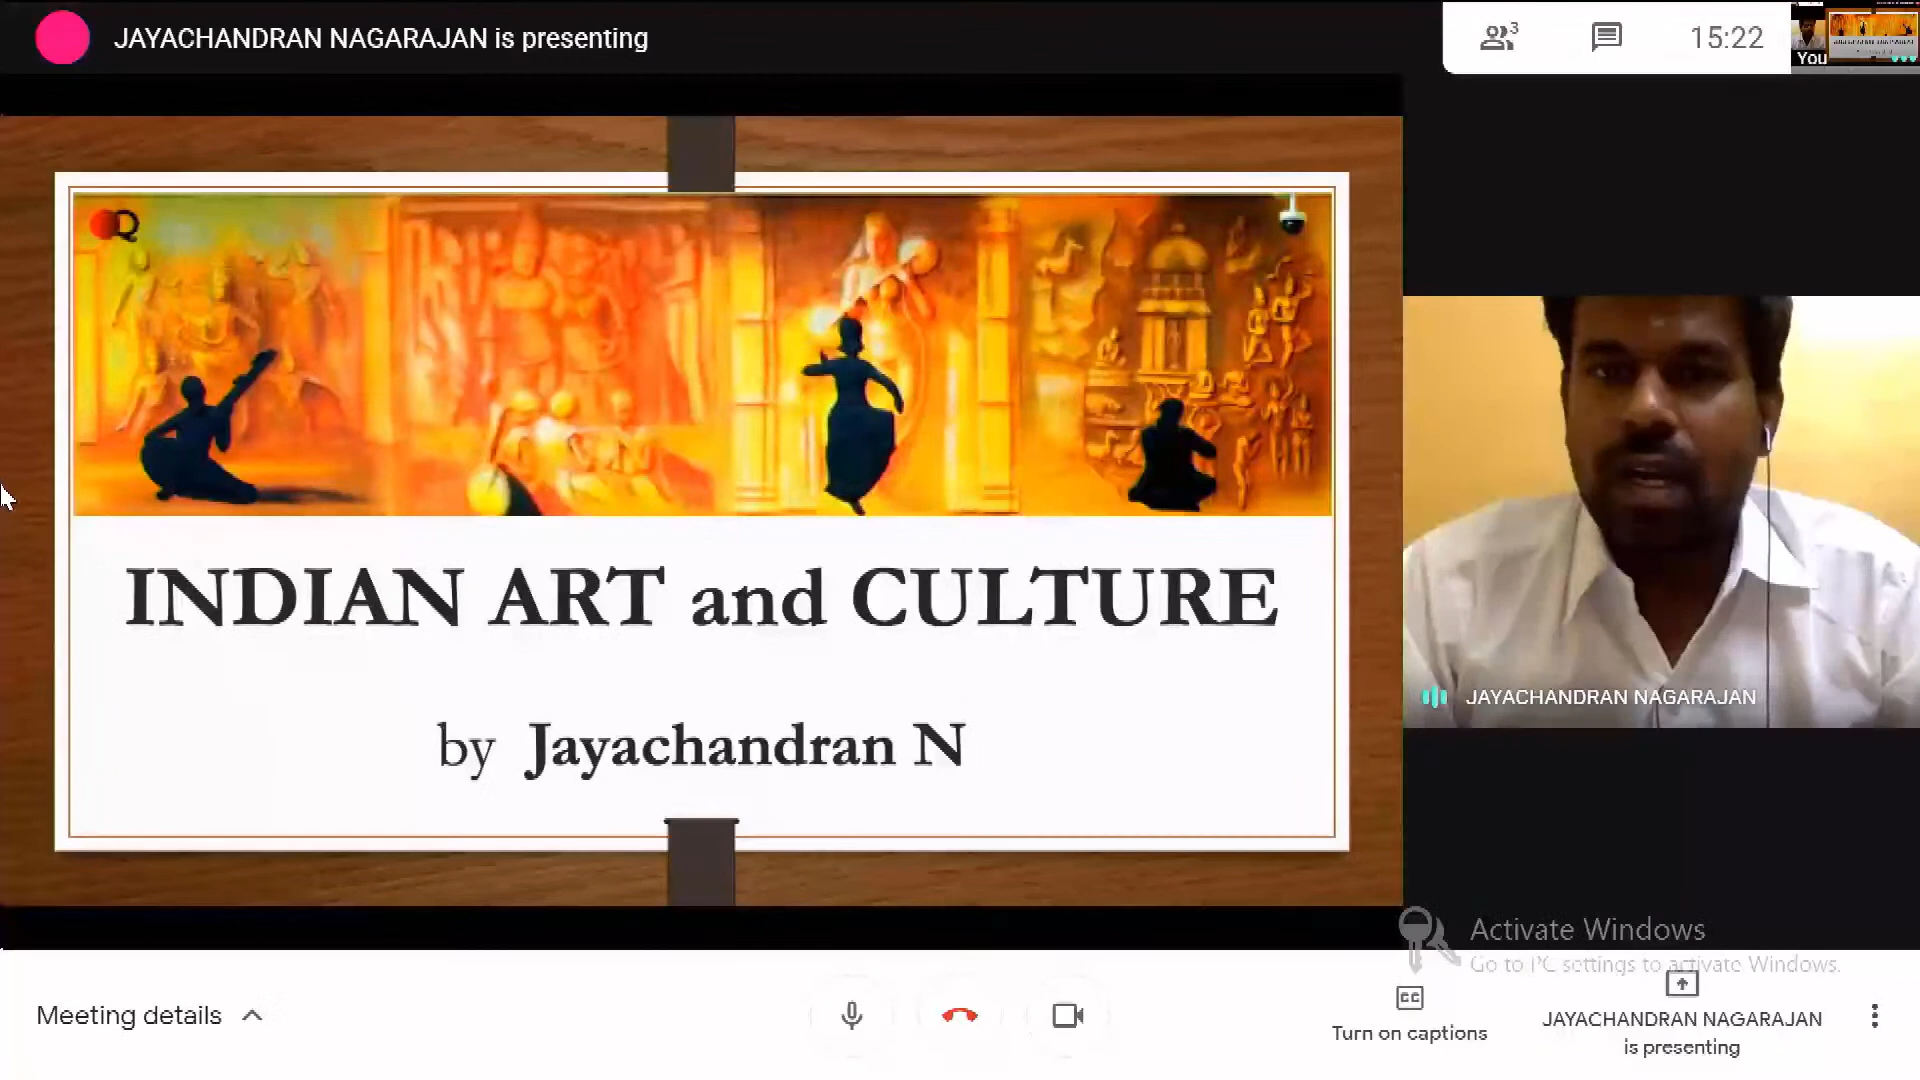 JAYACHANDRAN NAGARAJAN is presenting
3
15:22
You
Q
INDIAN ART and CULTURE
by Jayachandran N
JAYACHANDRAN NAGARAJAN
Activate Windows
Go to PC settings to activate Windows.
Meeting details
CC
Turn on captions
JAYACHANDRAN NAGARAJAN
is presenting